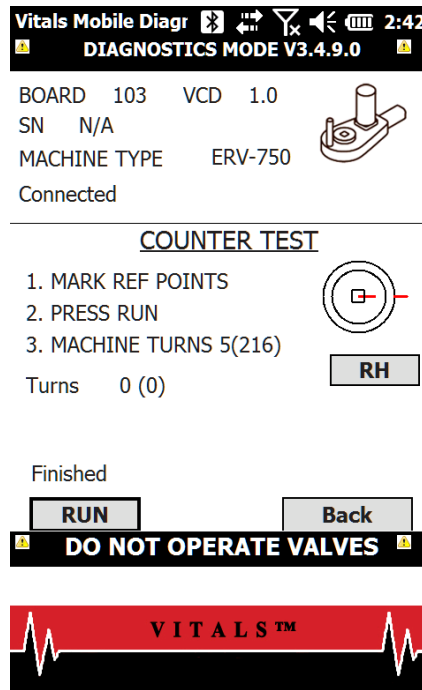 Vitals Mobile Diagr 2:42
DIAGNOSTICS MODE V3.4.9.0
BOARD 103 VCD 1.0
SN N/A
MACHINE TYPE ERV-750
Connected
COUNTER TEST
1. MARK REF POINTS
2. PRESS RUN
3. MACHINE TURNS 5(216)
RH
Turns 0 (0)
Finished
RUN Back
DO NOT OPERATE VALVES
VITALS™